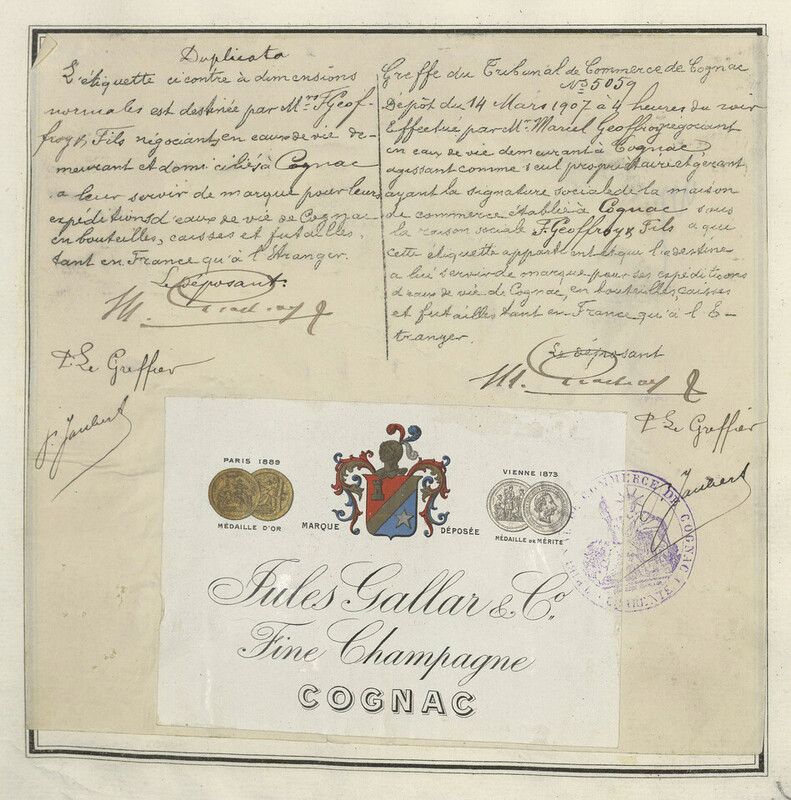 Duplicata
L'étiquette ci contre à dimensions
normales est destinée par Mrs F. Geof-
froy & Fils négociants en eaux de vie de-
meurant et domiciliés à Cognac
a leur servir de marque pour leurs
expéditions d'eaux de vie de Cognac
en bouteilles, caisses et futailles.
tant en France qu'à l'Etranger.
Le déposant.
P. Le Greffier
Jaubert
Greffe du Tribunal de Commerce de Cognac
No 5059
Dépôt du 14 Mars 1907 à 4 heures du soir
Effectué par Mr. Marcel Geoffroy négociant
en eaux de vie demeurant à Cognac
agissant comme seul propriétaire et gérant
ayant la signature sociale de la maison
de commerce établie à Cognac sous
la raison sociale F. Geoffroy & Fils a que
cette étiquette appartient et qui l'a destine
a lui servir de marque pour ses expéditions
d'eaux de vie de Cognac, en bouteilles, caisses
et futailles tant en France qu'à l'E-
tranger.
Le déposant
P. Le Greffier
Jaubert
PARIS 1889
MÉDAILLE D'OR
MARQUE DÉPOSÉE
VIENNE 1873
MÉDAILLE DE MÉRITE
COMMERCE DE COGNAC
CHARENTE
Jules Gallar & Co.
Fine Champagne
COGNAC